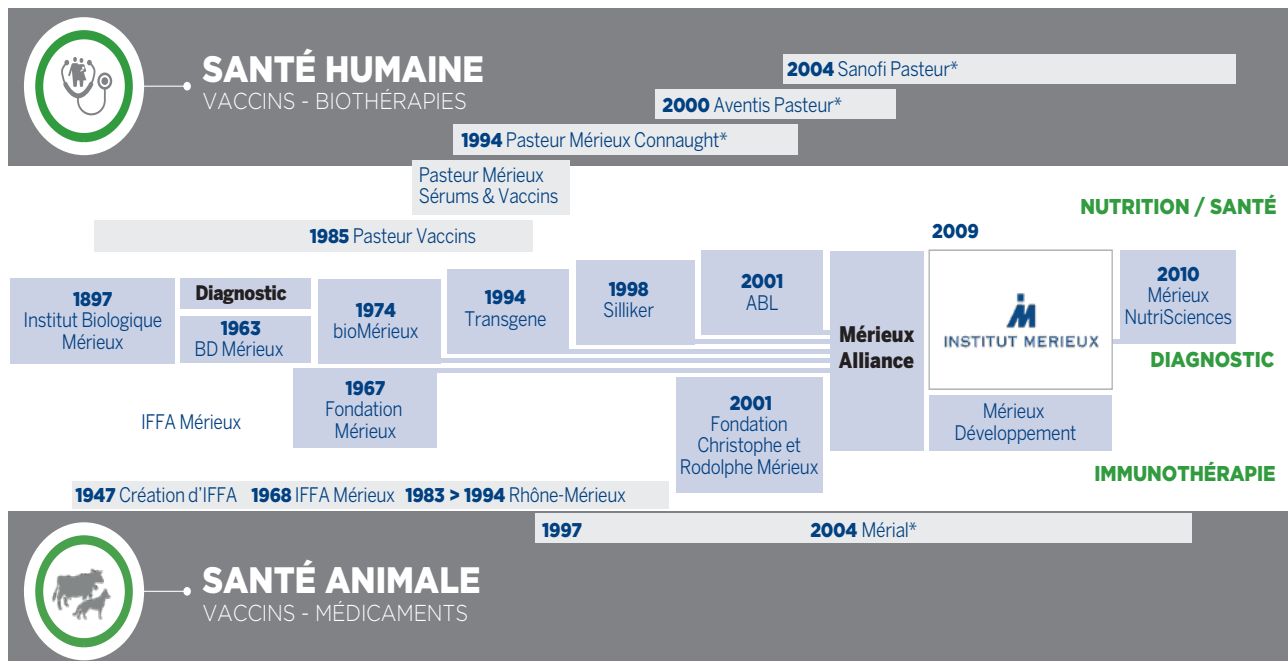 SANTÉ HUMAINE
VACCINS - BIOTHÉRAPIES
2004 Sanofi Pasteur*
2000 Aventis Pasteur*
1994 Pasteur Mérieux Connaught*
Pasteur Mérieux
Sérums & Vaccins
1985 Pasteur Vaccins
NUTRITION / SANTÉ
1897
Institut Biologique
Mérieux
Diagnostic
1963
BD Mérieux
1974
bioMérieux
1994
Transgene
1998
Silliker
2001
ABL
Mérieux
Alliance
2009
INSTITUT MERIEUX
2010
Mérieux
NutriSciences
DIAGNOSTIC
IFFA Mérieux
1967
Fondation
Mérieux
2001
Fondation
Christophe et
Rodolphe Mérieux
Mérieux
Développement
IMMUNOTHÉRAPIE
1947 Création d'IFFA 1968 IFFA Mérieux 1983 > 1994 Rhône-Mérieux
1997 2004 Mérial*
SANTÉ ANIMALE
VACCINS - MÉDICAMENTS